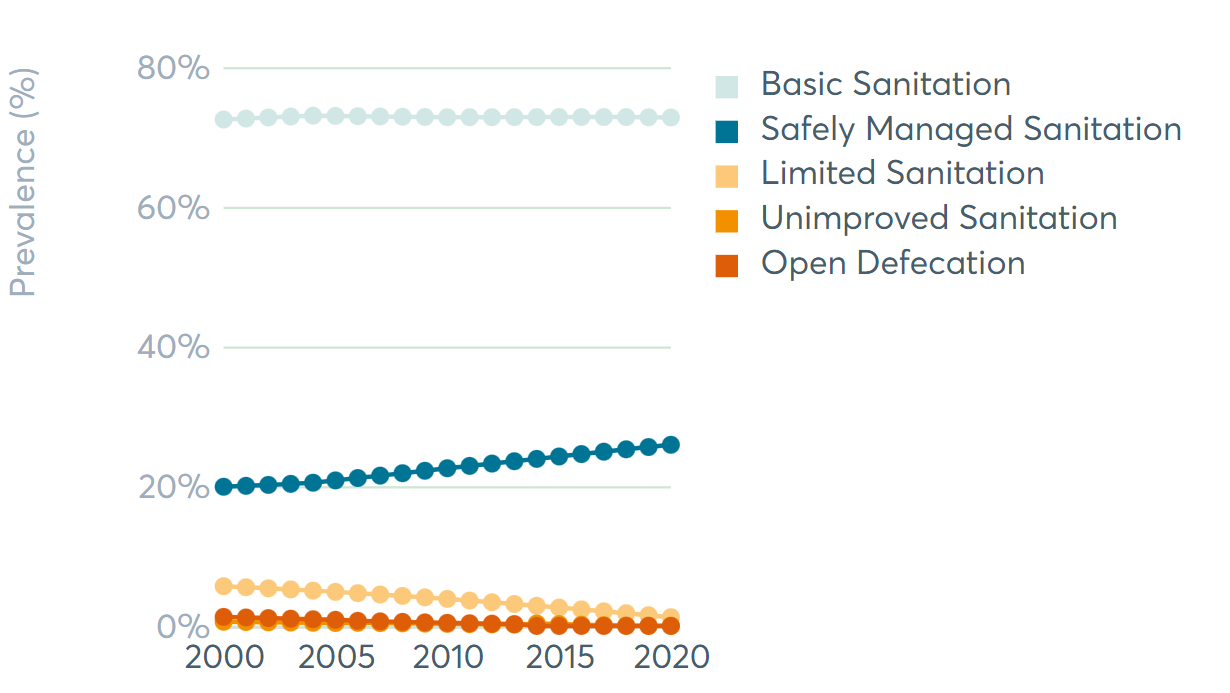 Prevalence (%)
80%
60%
40%
20%
0%
2000 2005 2010 2015 2020
Basic Sanitation
Safely Managed Sanitation
Limited Sanitation
Unimproved Sanitation
Open Defecation